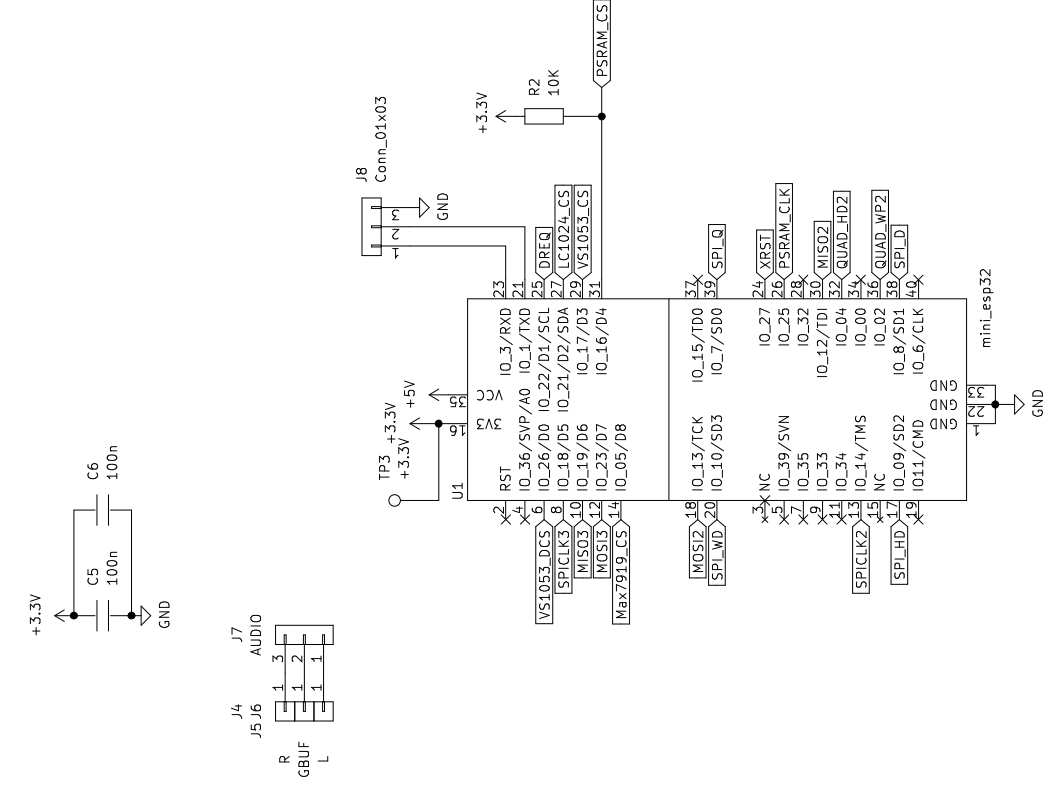 PSRAM_CS
R2
10K
+3.3V
J8
Conn_01x03
GND
3
2
1
23
21
25
27
29
31
DREQ
LC1024_CS
VS1053_CS
37
39
24
26
28
30
32
34
36
38
40
SPI_Q
XRST
PSRAM_CLK
MISO2
QUAD_HD2
QUAD_WP2
SPI_D
mini_esp32
IO_3/RXD
IO_1/TXD
IO_22/D1/SCL
IO_21/D2/SDA
IO_17/D3
IO_16/D4
IO_15/TD0
IO_7/SD0
IO_27
IO_25
IO_32
IO_12/TDI
IO_04
IO_00
IO_02
IO_8/SD1
IO_6/CLK
+5V
35
VCC
+3.3V
16
3V3
TP3
+3.3V
U1
GND
GND
GND
33
22
1
GND
RST
IO_36/SVP/A0
IO_26/D0
IO_18/D5
IO_19/D6
IO_23/D7
IO_05/D8
IO_13/TCK
IO_10/SD3
NC
IO_39/SVN
IO_35
IO_33
IO_34
IO_14/TMS
NC
IO_09/SD2
IO11/CMD
2
4
6
8
10
12
14
18
20
3
5
7
9
11
13
15
17
19
VS1053_DCS
SPICLK3
MISO3
MOSI3
Max7919_CS
MOSI2
SPI_WD
SPICLK2
SPI_HD
C6
100n
C5
100n
+3.3V
GND
J7
AUDIO
3
2
1
1
1
1
J4
J5
J6
R
GBUF
L